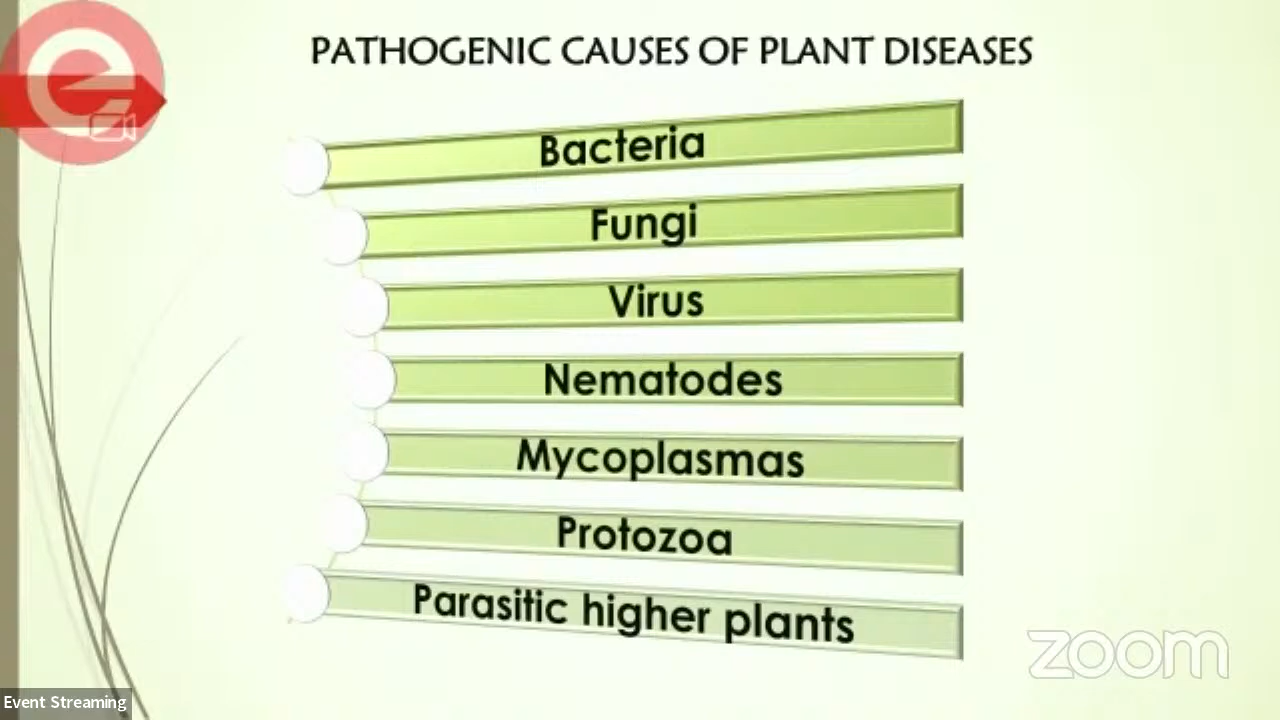 PATHOGENIC CAUSES OF PLANT DISEASES
Bacteria
Fungi
Virus
Nematodes
Mycoplasmas
Protozoa
Parasitic higher plants
zoom
Event Streaming